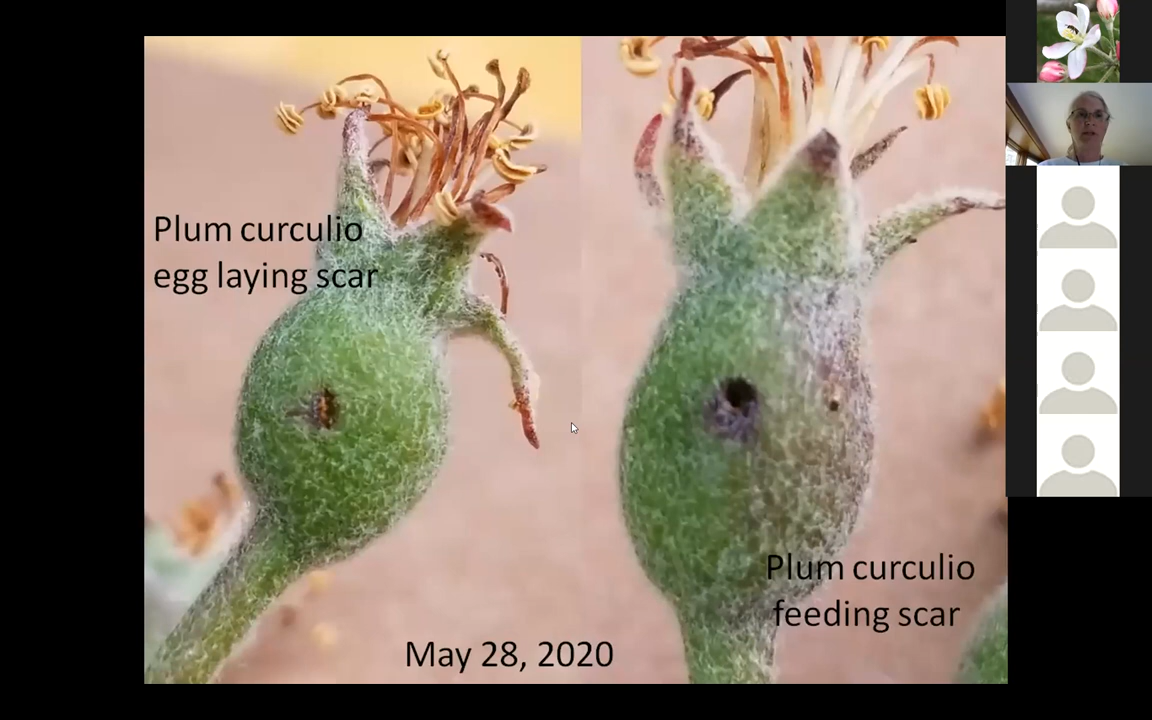 Plum curculio
egg laying scar
Plum curculio
feeding scar
May 28, 2020